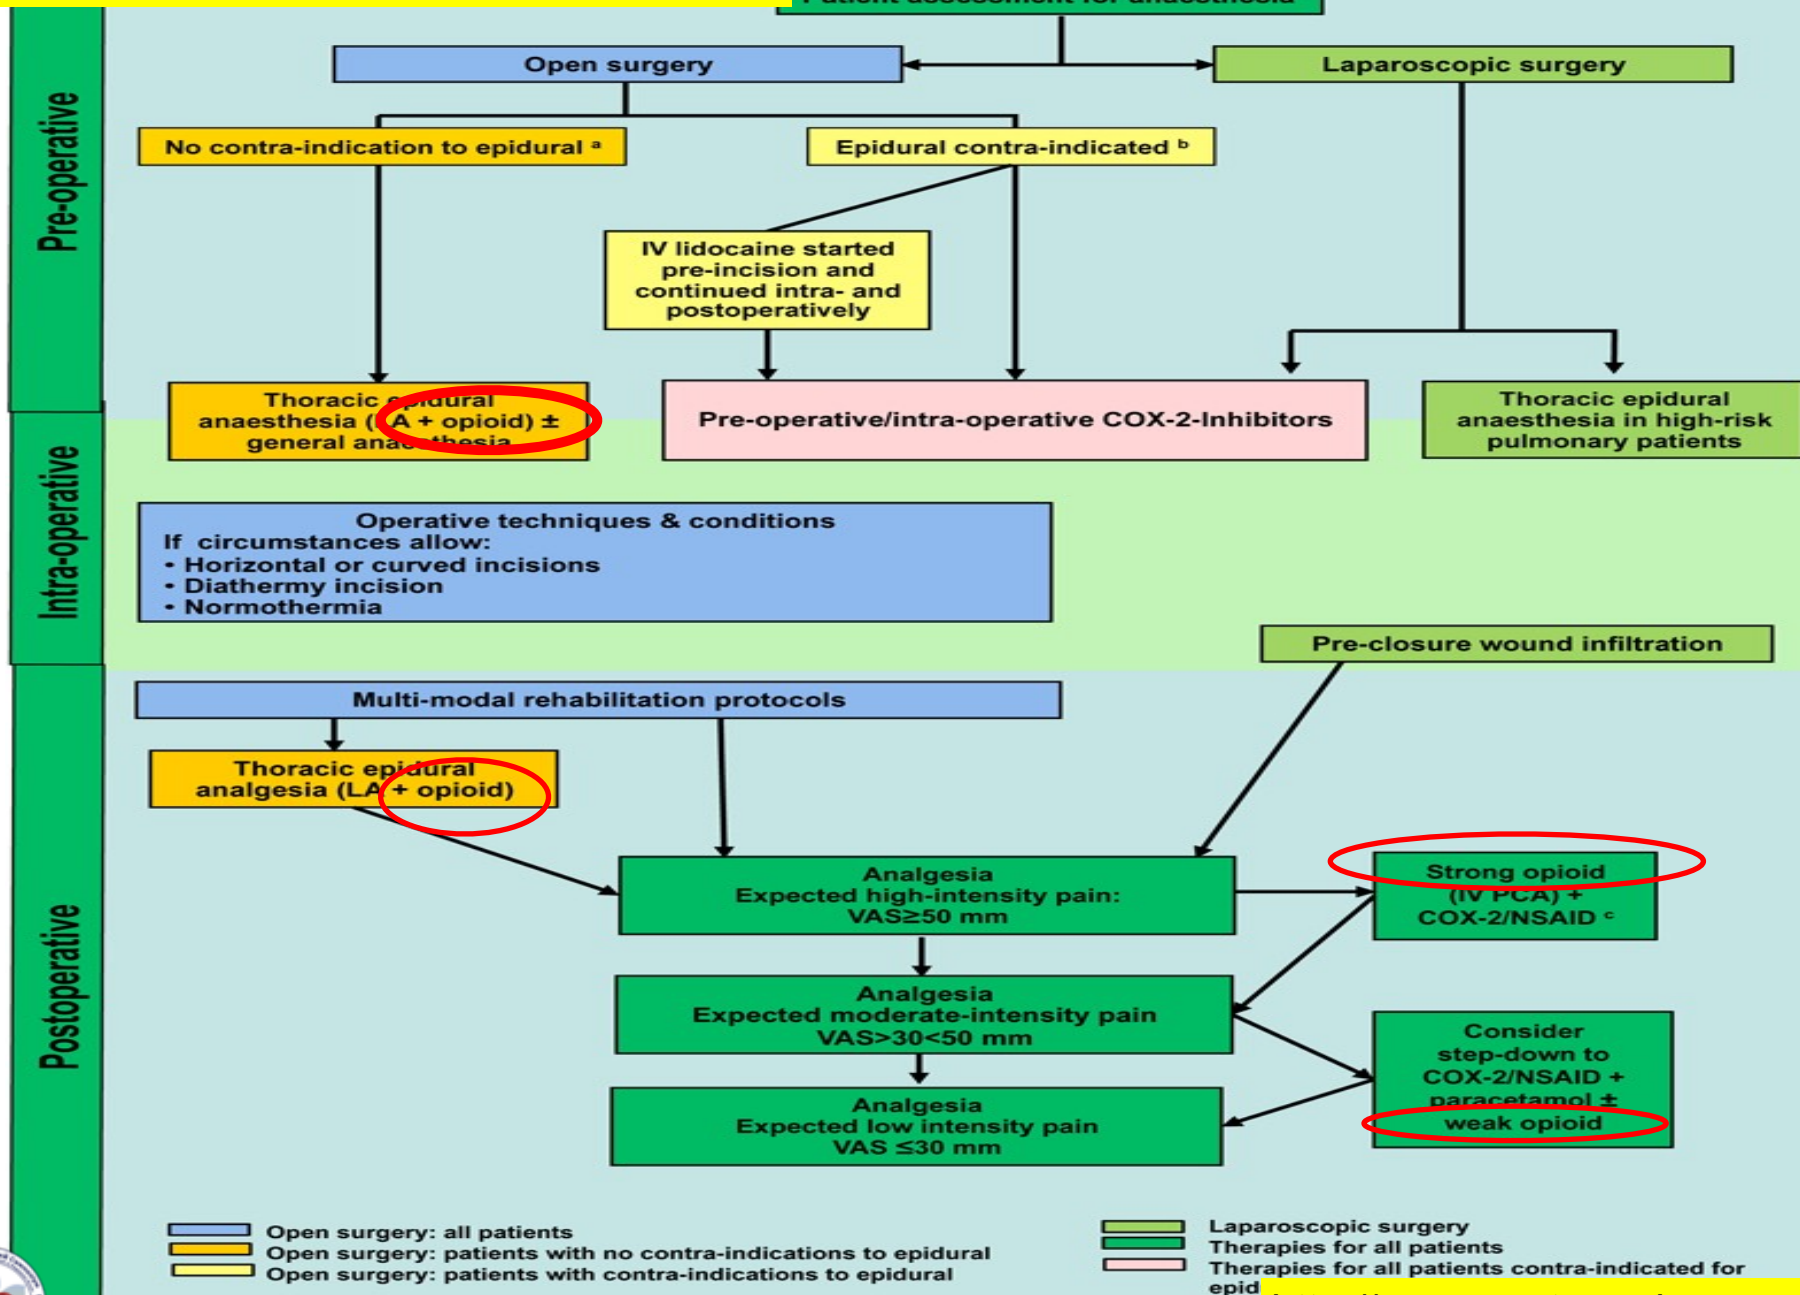 Patient assessment for anaesthesia
Open surgery
Laparoscopic surgery
No contra-indication to epidural a
Epidural contra-indicated b
IV lidocaine started
pre-incision and
continued intra- and
postoperatively
Pre-operative
Thoracic epidural
anaesthesia (LA + opioid) ±
general anaesthesia
Pre-operative/intra-operative COX-2-Inhibitors
Thoracic epidural
anaesthesia in high-risk
pulmonary patients
Intra-operative
Operative techniques & conditions
If circumstances allow:
• Horizontal or curved incisions
• Diathermy incision
• Normothermia
Pre-closure wound infiltration
Postoperative
Multi-modal rehabilitation protocols
Thoracic epidural
analgesia (LA + opioid)
Analgesia
Expected high-intensity pain:
VAS≥50 mm
Strong opioid
(IV PCA) +
COX-2/NSAID c
Analgesia
Expected moderate-intensity pain
VAS>30<50 mm
Consider
step-down to
COX-2/NSAID +
paracetamol ±
weak opioid
Analgesia
Expected low intensity pain
VAS ≤30 mm
Open surgery: all patients
Open surgery: patients with no contra-indications to epidural
Open surgery: patients with contra-indications to epidural
Laparoscopic surgery
Therapies for all patients
Therapies for all patients contra-indicated for
epid